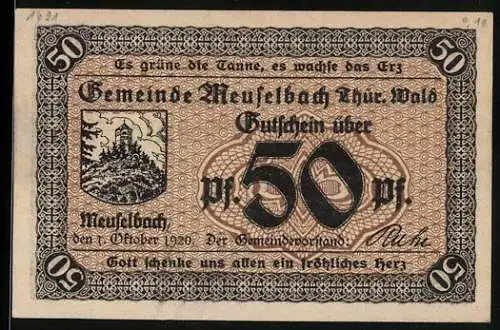 1921
50
50
Es grüne die Tanne, es wachse das Erz
Gemeinde Meuselbach Thür. Wald
Gutschein über
Pf. 50 Pf.
Meuselbach,
den 1. Oktober 1920. Der Gemeindevorstand:
Gott schenke uns allen ein fröhliches Herz
50
50